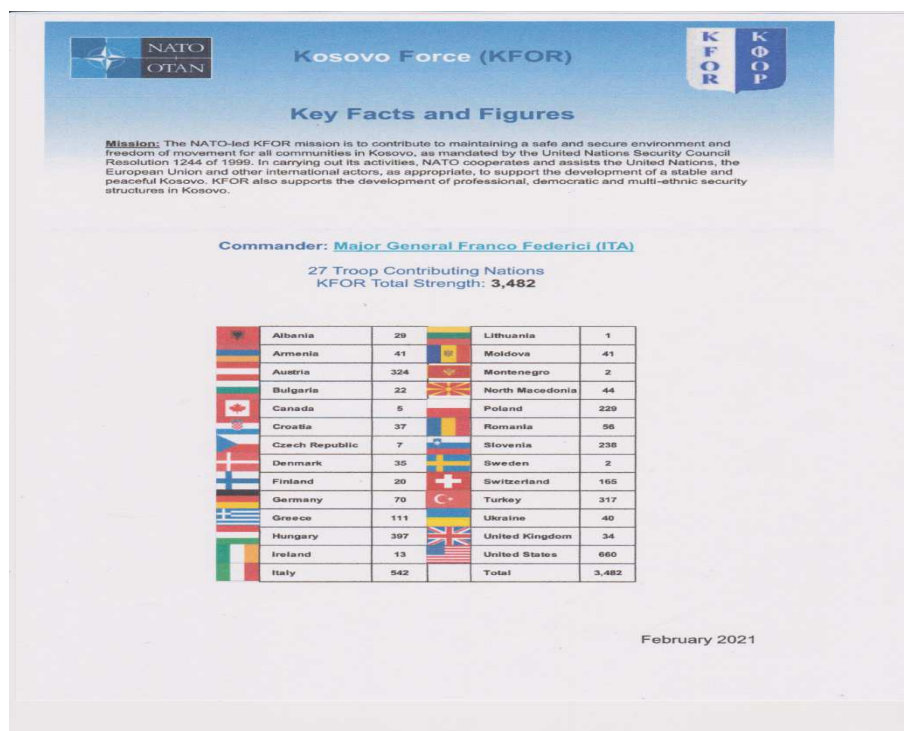 NATO
OTAN
Kosovo Force (KFOR)
K K
F Φ
O O
R P
Key Facts and Figures
Mission: The NATO-led KFOR mission is to contribute to maintaining a safe and secure environment and
freedom of movement for all communities in Kosovo, as mandated by the United Nations Security Council
Resolution 1244 of 1999. In carrying out its activities, NATO cooperates and assists the United Nations, the
European Union and other international actors, as appropriate, to support the development of a stable and
peaceful Kosovo. KFOR also supports the development of professional, democratic and multi-ethnic security
structures in Kosovo.
Commander: Major General Franco Federici (ITA)
27 Troop Contributing Nations
KFOR Total Strength: 3,482
Albania 29 Lithuania 1
Armenia 41 Moldova 41
Austria 324 Montenegro 2
Bulgaria 22 North Macedonia 44
Canada 5 Poland 229
Croatia 37 Romania 56
Czech Republic 7 Slovenia 238
Denmark 35 Sweden 2
Finland 20 Switzerland 165
Germany 70 Turkey 317
Greece 111 Ukraine 40
Hungary 397 United Kingdom 34
Ireland 13 United States 660
Italy 542 Total 3,482
February 2021